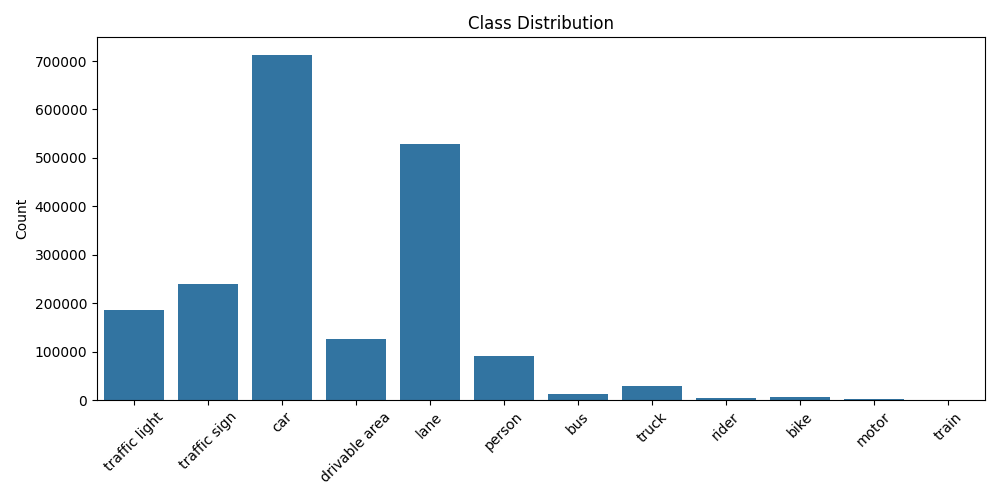 Class Distribution
Count
700000
600000
500000
400000
300000
200000
100000
0
traffic light
traffic sign
car
drivable area
lane
person
bus
truck
rider
bike
motor
train